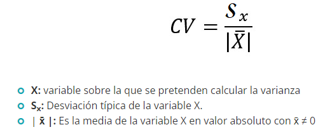 CV = Sx / |X̄|
X: variable sobre la que se pretenden calcular la varianza
Sx: Desviación típica de la variable X.
| x̄ |: Es la media de la variable X en valor absoluto con x̄ ≠ 0